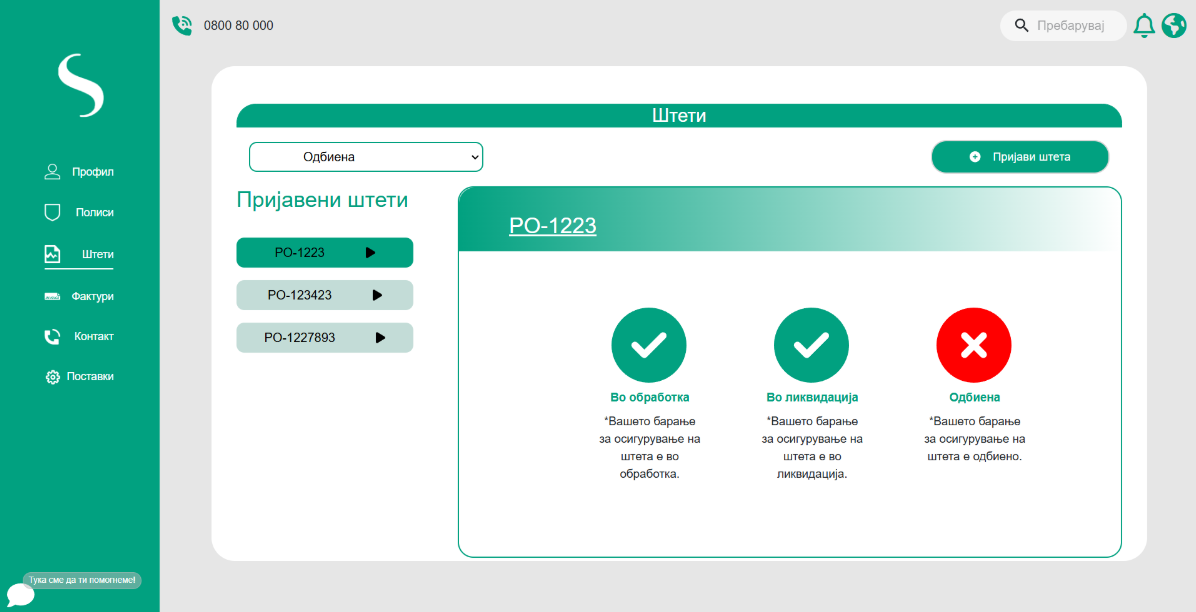 0800 80 000
Пребарувај
Профил
Полиси
Штети
Фактури
Контакт
Поставки
Тука сме да ти помогнеме!
Штети
Одбиена
Пријави штета
Пријавени штети
PO-1223
PO-123423
PO-1227893
PO-1223
Во обработка
*Вашето барање
за осигурување на
штета е во
обработка.
Во ликвидација
*Вашето барање
за осигурување на
штета е во
ликвидација.
Одбиена
*Вашето барање
за осигурување на
штета е одбиено.